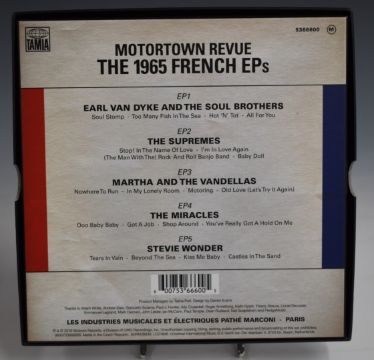 TAMLA
5366600 M
MOTORTOWN REVUE
THE 1965 FRENCH EPs
EP1
EARL VAN DYKE AND THE SOUL BROTHERS
Soul Stomp - Too Many Fish In The Sea - Hot 'N' Tot - All For You
EP2
THE SUPREMES
Stop! In The Name Of Love - I'm In Love Again
(The Man With The) Rock And Roll Banjo Band - Baby Doll
EP3
MARTHA AND THE VANDELLAS
Nowhere To Run - In My Lonely Room - Motoring - Old Love (Let's Try It Again)
EP4
THE MIRACLES
Ooo Baby Baby - Got A Job - Shop Around - You've Really Got A Hold On Me
EP5
STEVIE WONDER
Tears In Vain - Beyond The Sea - Kiss Me Baby - Castles In The Sand
LES INDUSTRIES MUSICALES ET ÉLECTRIQUES PATHÉ MARCONI - PARIS